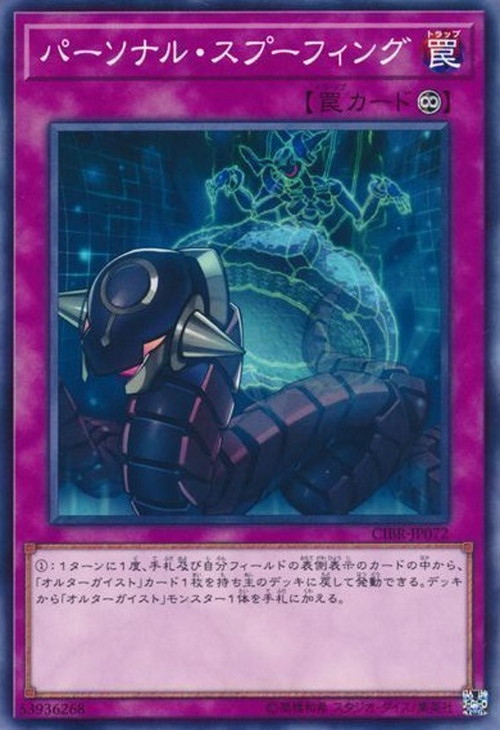 パーソナル・スプーフィング
トラップ
罠
【罠カード】
CIBR-JP072
①：1ターンに1度、手札及び自分フィールドの表側表示のカードの中から、
「オルターガイスト」カード1枚を持ち主のデッキに戻して発動できる。デッキ
から「オルターガイスト」モンスター1体を手札に加える。
53936268
©高橋和希 スタジオ・ダイス/集英社